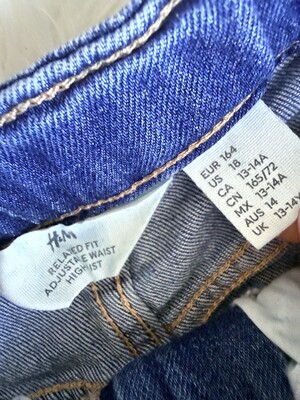 H&M
RELAXED FIT
ADJUSTABLE WAIST
HIGH
EUR 164
US 18
CA 13-14A
CN 165/72
MX 13-14A
AUS 14
UK 13-14Y